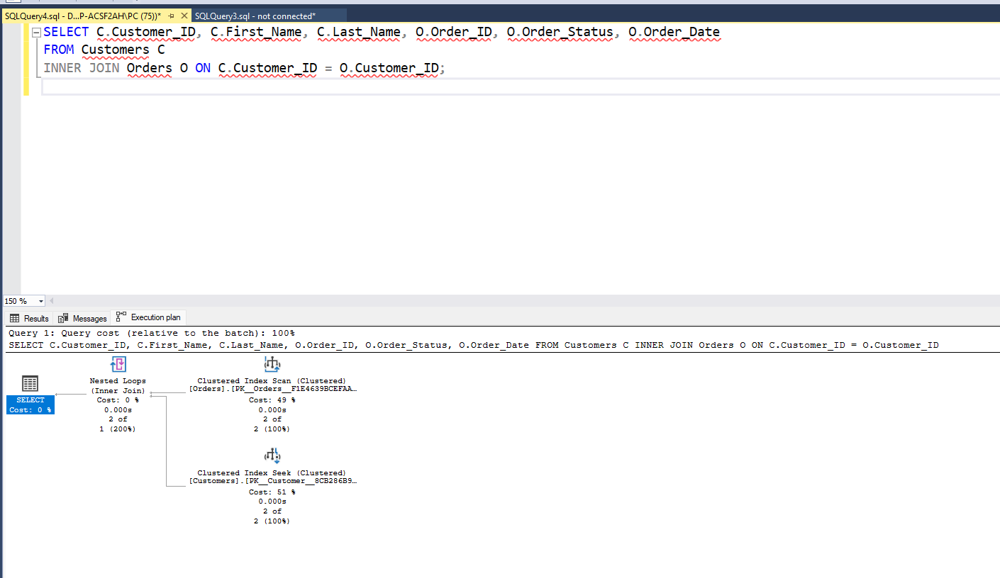 SQLQuery4.sql - D...P-ACSF2AH\PC (75))* SQLQuery3.sql - not connected*
SELECT C.Customer_ID, C.First_Name, C.Last_Name, O.Order_ID, O.Order_Status, O.Order_Date
FROM Customers C
INNER JOIN Orders O ON C.Customer_ID = O.Customer_ID;
150 %
Results Messages Execution plan
Query 1: Query cost (relative to the batch): 100%
SELECT C.Customer_ID, C.First_Name, C.Last_Name, O.Order_ID, O.Order_Status, O.Order_Date FROM Customers C INNER JOIN Orders O ON C.Customer_ID = O.Customer_ID
SELECT
Cost: 0 %
Nested Loops
(Inner Join)
Cost: 0 %
0.000s
2 of
1 (200%)
Clustered Index Scan (Clustered)
[Orders].[PK__Orders__F1E4639BCEFAA…
Cost: 49 %
0.000s
2 of
2 (100%)
Clustered Index Seek (Clustered)
[Customers].[PK__Customer__8CB286B9…
Cost: 51 %
0.000s
2 of
2 (100%)